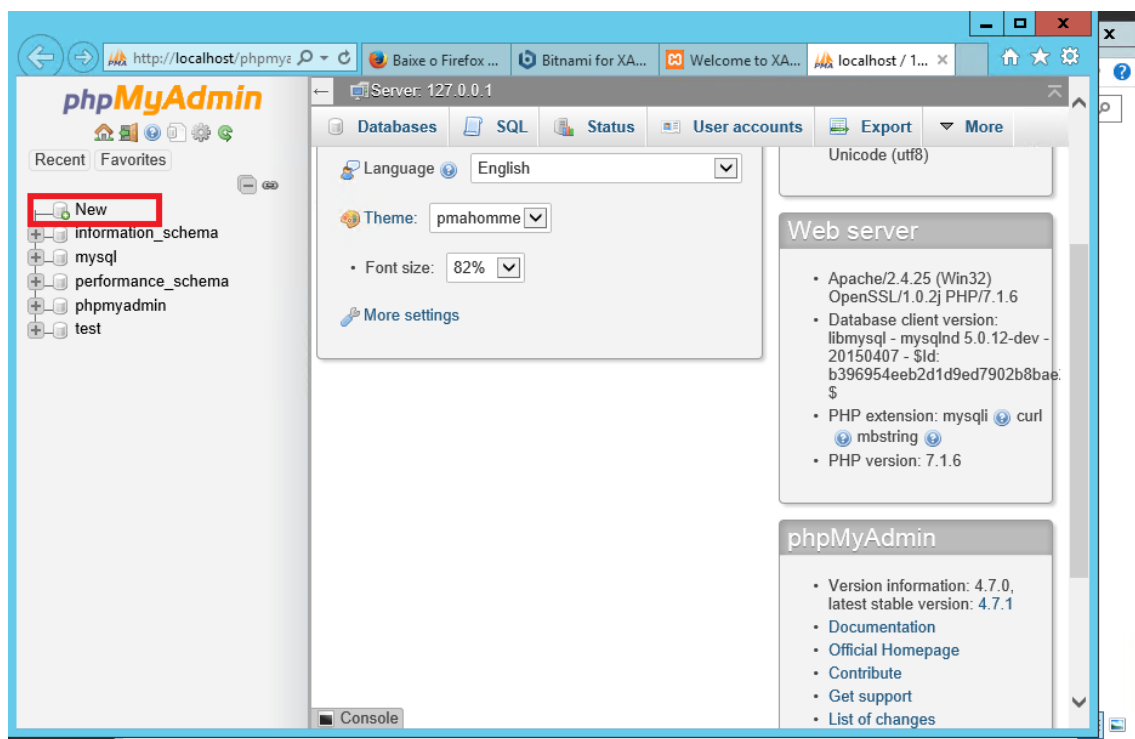 http://localhost/phpmya
Baixe o Firefox ...
Bitnami for XA...
Welcome to XA...
localhost / 1...
phpMyAdmin
Recent Favorites
New
information_schema
mysql
performance_schema
phpmyadmin
test
Server: 127.0.0.1
Databases SQL Status User accounts Export More
Language English
Theme: pmahomme
• Font size: 82%
More settings
Console
Unicode (utf8)
Web server
• Apache/2.4.25 (Win32)
OpenSSL/1.0.2j PHP/7.1.6
• Database client version:
libmysql - mysqlnd 5.0.12-dev -
20150407 - $Id:
b396954eeb2d1d9ed7902b8bae
$
• PHP extension: mysqli curl
mbstring
• PHP version: 7.1.6
phpMyAdmin
• Version information: 4.7.0,
latest stable version: 4.7.1
• Documentation
• Official Homepage
• Contribute
• Get support
• List of changes